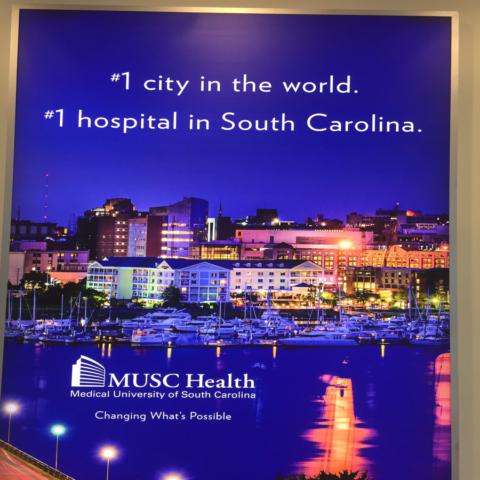 #1 city in the world.
#1 hospital in South Carolina.
MUSC Health
Medical University of South Carolina
Changing What's Possible